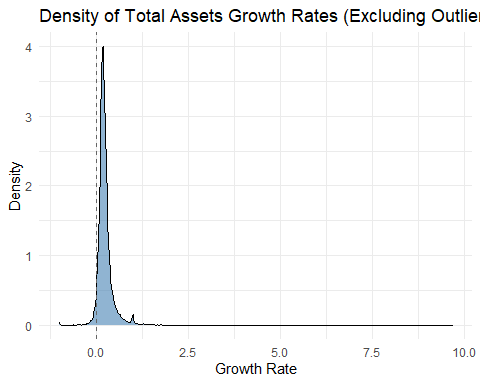 Density of Total Assets Growth Rates (Excluding Outlier
4
3
2
1
0
Density
0.0 2.5 5.0 7.5 10.0
Growth Rate